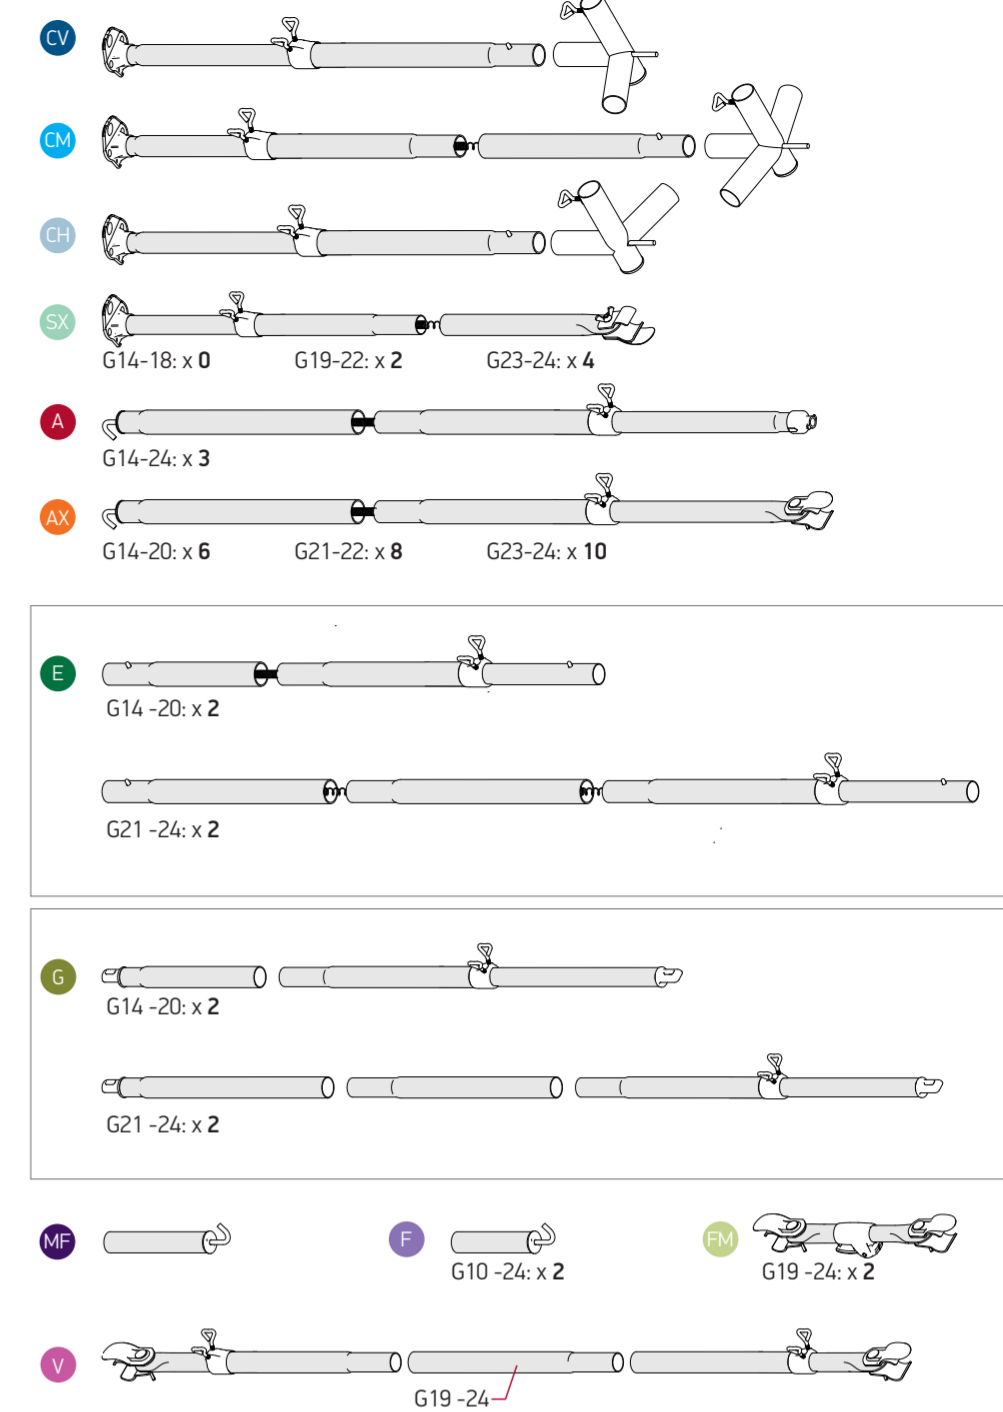 CV
CM
CH
SX
G14-18: x 0 G19-22: x 2 G23-24: x 4
A
G14-24: x 3
AX
G14-20: x 6 G21-22: x 8 G23-24: x 10
E
G14 -20: x 2
G21 -24: x 2
G
G14 -20: x 2
G21 -24: x 2
MF F FM
G10 -24: x 2 G19 -24: x 2
V
G19 -24